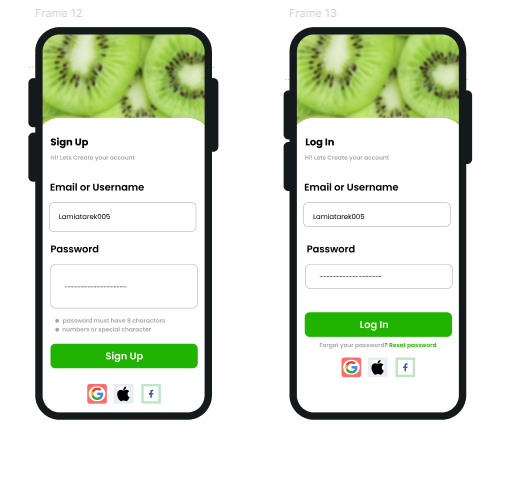 Frame 12
Sign Up
Hi! Lets Create your account
Email or Username
Lamiatarek005
Password
--------------------
password must have 8 charactors
numbers or special character
Sign Up
Frame 13
Log In
Hi! Lets Create your account
Email or Username
Lamiatarek005
Password
--------------------
Log In
Forget your password? Reset password